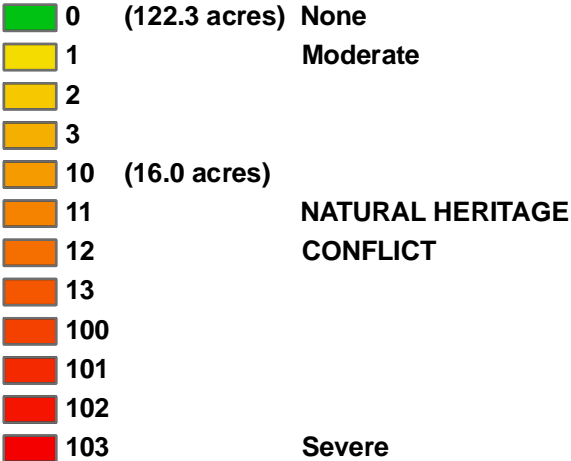 0 (122.3 acres) None
1 Moderate
2
3
10 (16.0 acres)
11 NATURAL HERITAGE
12 CONFLICT
13
100
101
102
103 Severe